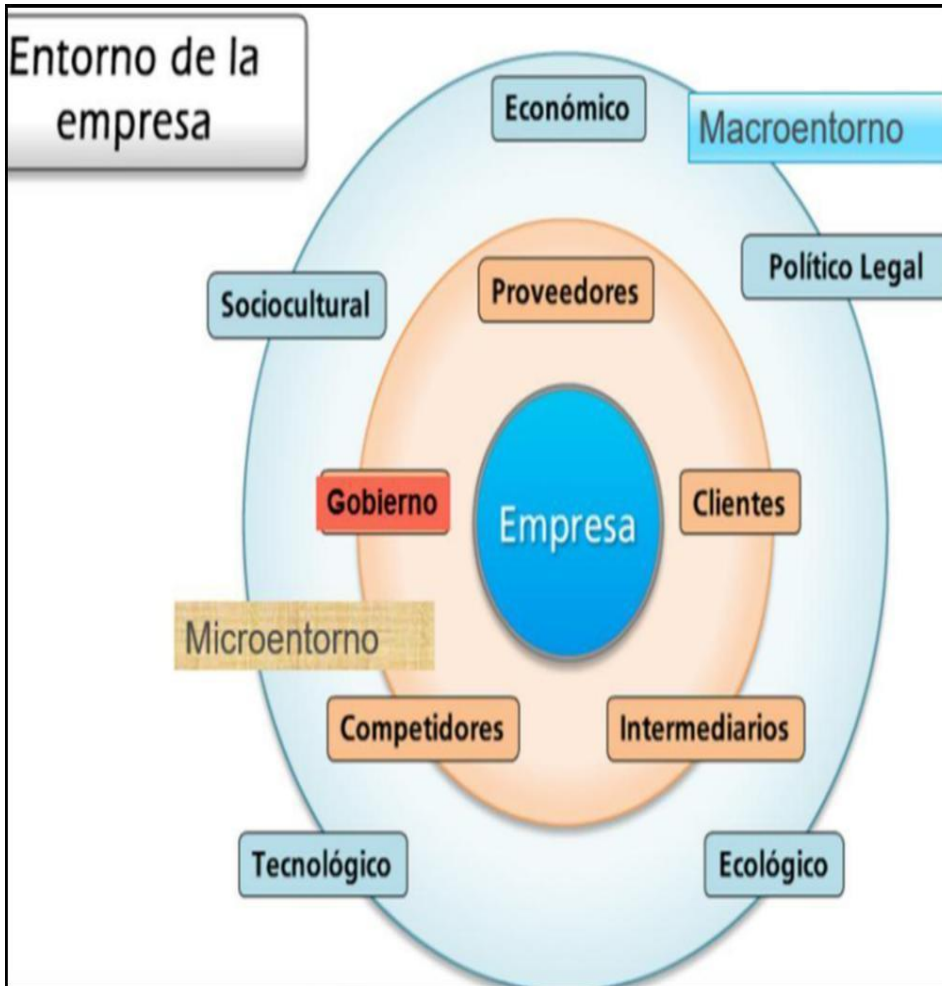 Entorno de la
empresa
Económico
Macroentorno
Político Legal
Sociocultural
Proveedores
Gobierno
Empresa
Clientes
Microentorno
Competidores
Intermediarios
Tecnológico
Ecológico